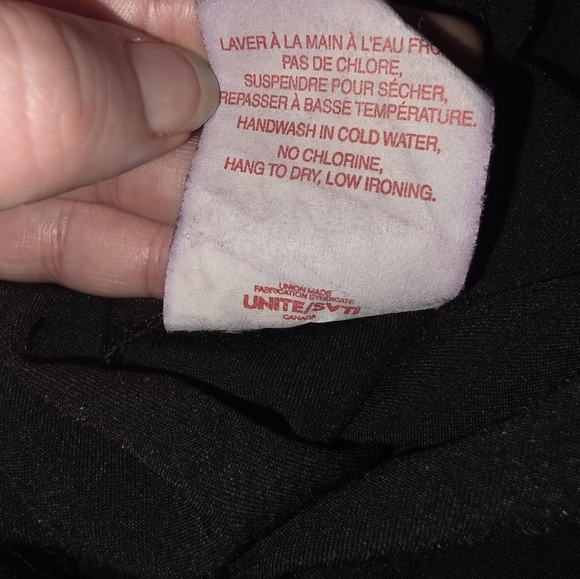 LAVER À LA MAIN À L'EAU
PAS DE CHLORE,
SUSPENDRE POUR SÉCHER,
REPASSER À BASSE TEMPÉRATURE.
HANDWASH IN COLD WATER,
NO CHLORINE,
HANG TO DRY, LOW IRONING.
UNION MADE
FABRICATION SYNDICATE
UNITE/SVTI
CANADA